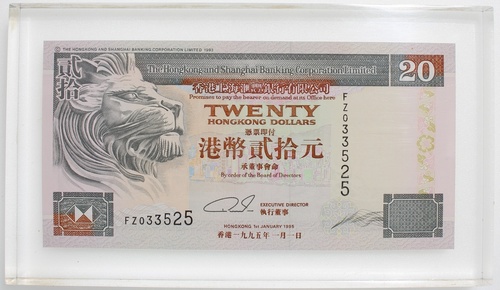 © THE HONGKONG AND SHANGHAI BANKING CORPORATION LIMITED 1995
貳拾
The Hongkong and Shanghai Banking Corporation Limited
20
香港上海滙豐銀行有限公司
Promises to pay the bearer on demand at its Office here
FZ033525
TWENTY
HONGKONG DOLLARS
憑票即付
港幣貳拾元
承董事會命
By order of the Board of Directors
FZ033525
EXECUTIVE DIRECTOR
執行董事
HONGKONG 1st JANUARY 1995
香港一九九五年一月一日